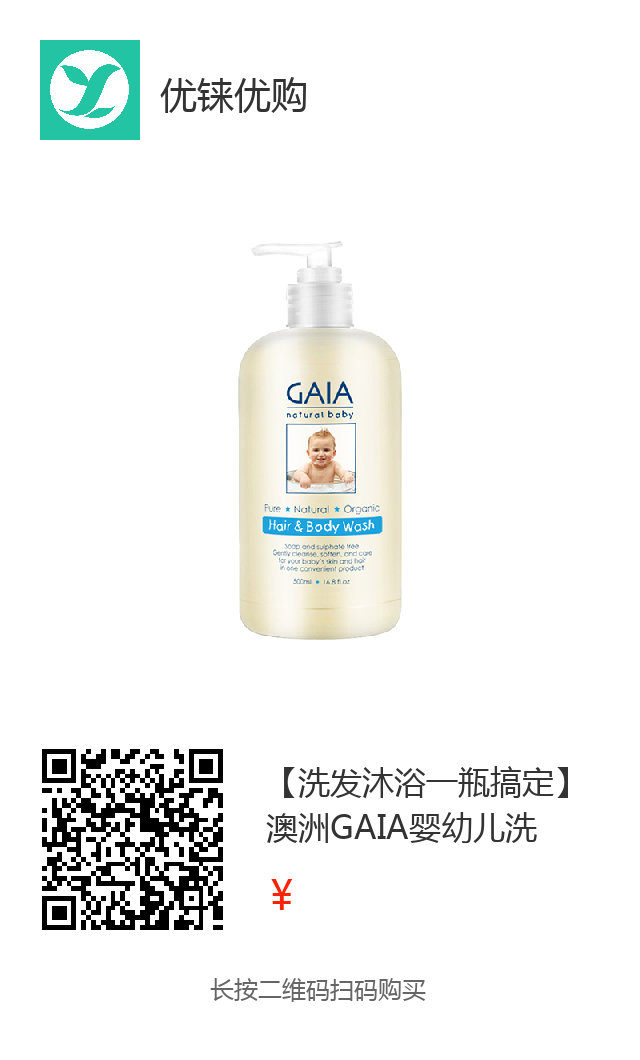 优铼优购
GAIA
natural baby
Pure ★ Natural ★ Organic
Hair & Body Wash
soap and sulphate free
Gently cleanse, soften, and care
for your baby's skin and hair
in one convenient product
500ml ★ 16.8 fl.oz
【洗发沐浴一瓶搞定】
澳洲GAIA婴幼儿洗
¥
长按二维码扫码购买